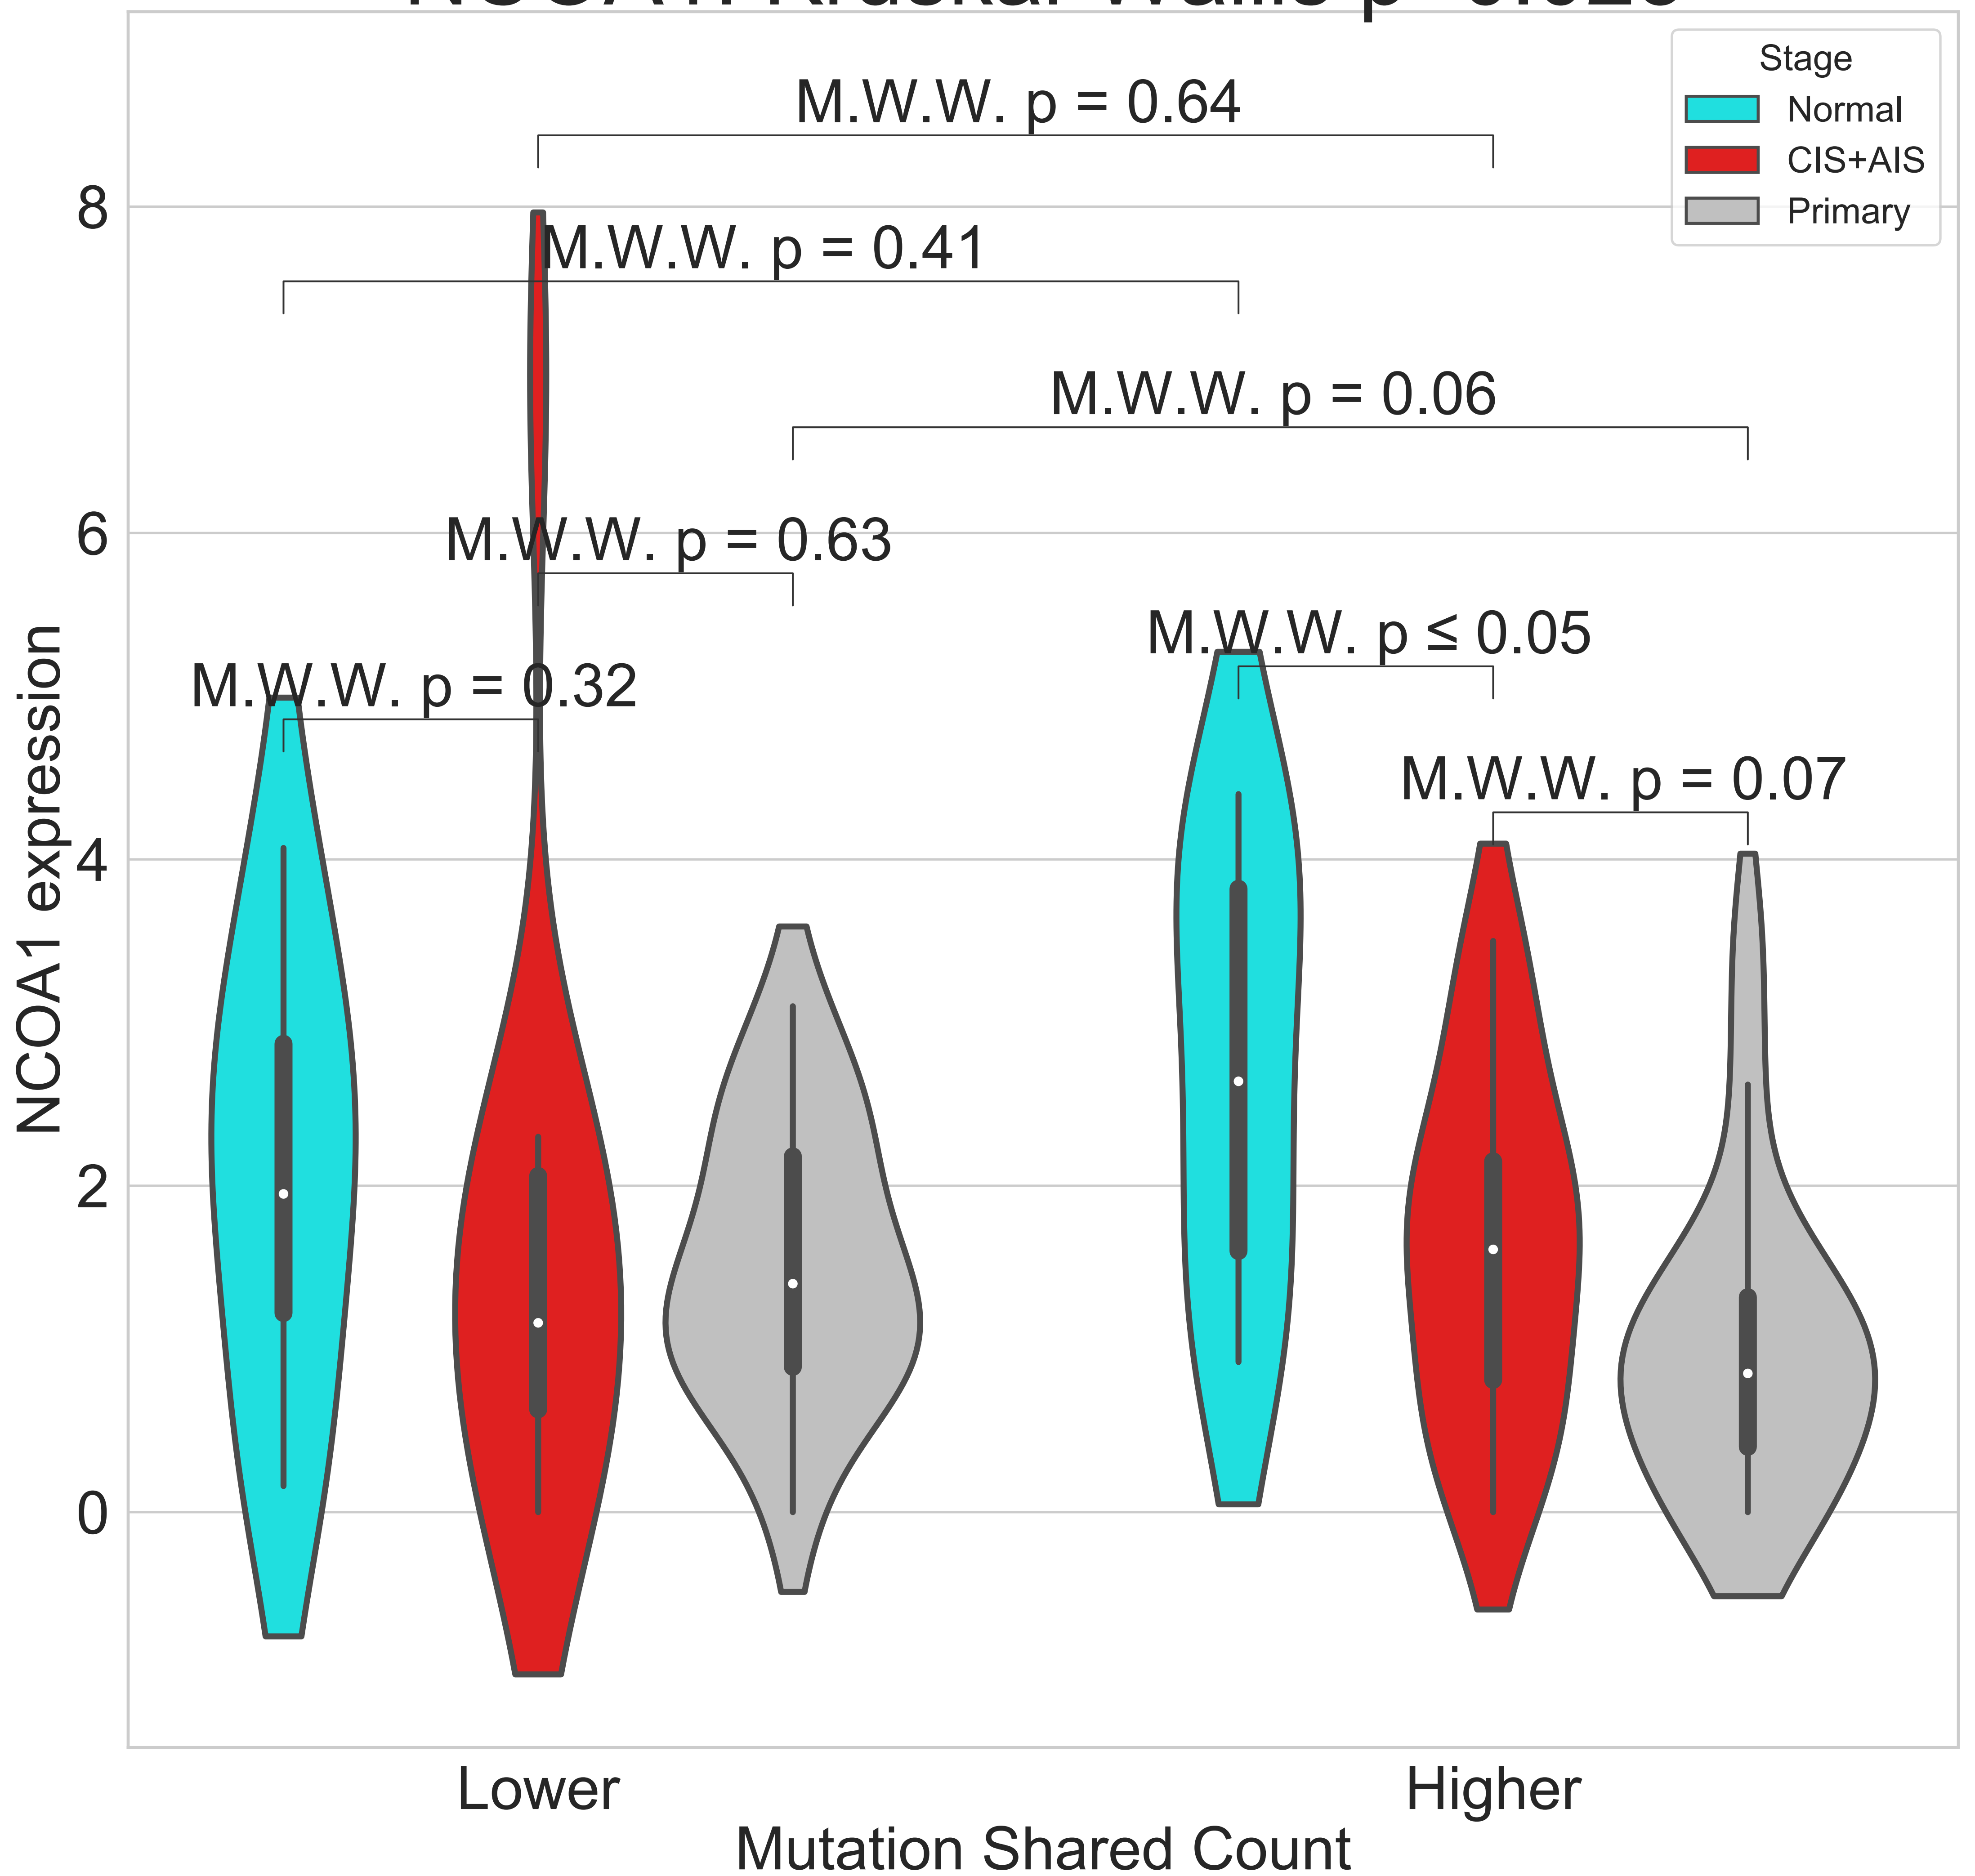 Stage
Normal
CIS+AIS
Primary
M.W.W. p = 0.64
M.W.W. p = 0.41
M.W.W. p = 0.06
M.W.W. p = 0.63
M.W.W. p ≤ 0.05
M.W.W. p = 0.32
M.W.W. p = 0.07
8
6
4
2
0
NCOA1 expression
Lower
Higher
Mutation Shared Count